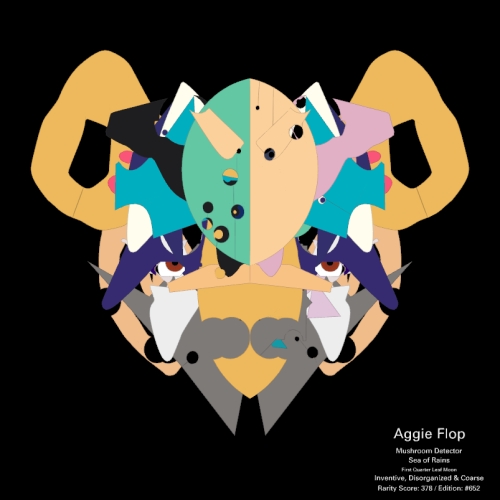 Aggie Flop
Mushroom Detector
Sea of Rains
First Quarter Leaf Moon
Inventive, Disorganized & Coarse
Rarity Score: 378 / Edition: #652